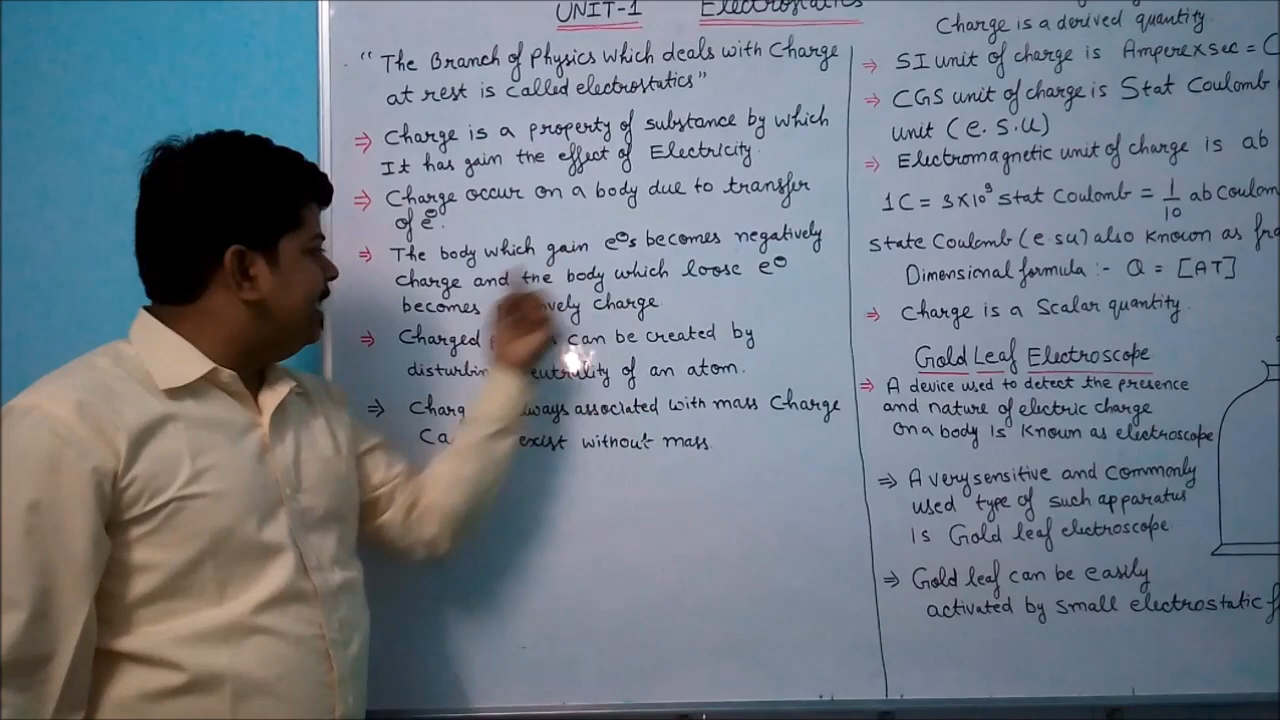 UNIT-1 Electrostatics
"The Branch of Physics which deals with Charge
at rest is called electrostatics"
⇒ Charge is a property of substance by which
It has gain the effect of Electricity.
⇒ Charge occur on a body due to transfer
of e⊖.
⇒ The body which gain e⊖s becomes negatively
charge and the body which loose e⊖
becomes charge.
⇒ Charged can be created by
of an atom.
⇒ associated with mass Charge
exist without mass.
Charge is a derived quantity.
⇒ SI unit of charge is Ampere×sec = C
⇒ CGS unit of charge is Stat Coulomb
unit (e.s.u)
⇒ Electromagnetic unit of charge is ab
1C = 3×10⁹ stat Coulomb = 1/10 ab Coulom
state Coulomb (e.su) also known as fra
Dimensional formula :- Q = [AT]
⇒ Charge is a Scalar quantity.
Gold Leaf Electroscope
⇒ A device used to detect the presence
and nature of electric charge
on a body is known as electroscope
⇒ A very sensitive and commonly
used type of such apparatus
is Gold leaf electroscope
⇒ Gold leaf can be easily
activated by small electrostatic f